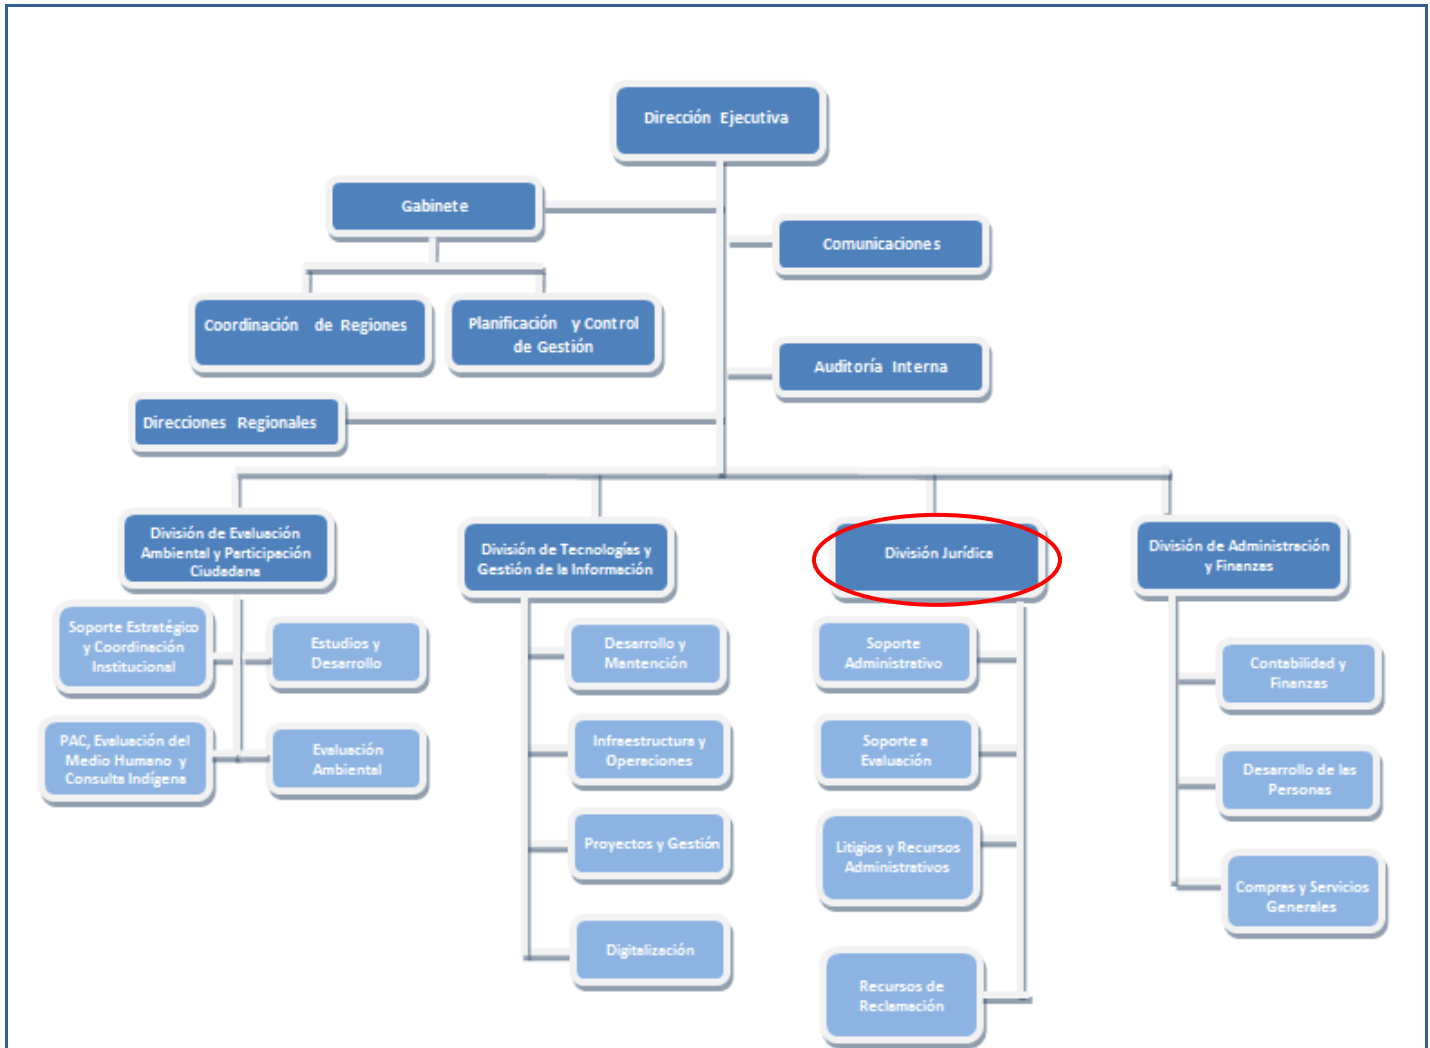 Dirección Ejecutiva
Gabinete
Comunicaciones
Coordinación de Regiones
Planificación y Control
de Gestión
Auditoría Interna
Direcciones Regionales
División de Evaluación
Ambiental y Participación
Ciudadana
División de Tecnologías y
Gestión de la Información
División Jurídica
División de Administración
y Finanzas
Soporte Estratégico
y Coordinación
Institucional
Estudios y
Desarrollo
PAC, Evaluación del
Medio Humano y
Consulta Indígena
Evaluación
Ambiental
Desarrollo y
Mantención
Infraestructura y
Operaciones
Proyectos y Gestión
Digitalización
Soporte
Administrativo
Soporte a
Evaluación
Litigios y Recursos
Administrativos
Recursos de
Reclamación
Contabilidad y
Finanzas
Desarrollo de las
Personas
Compras y Servicios
Generales